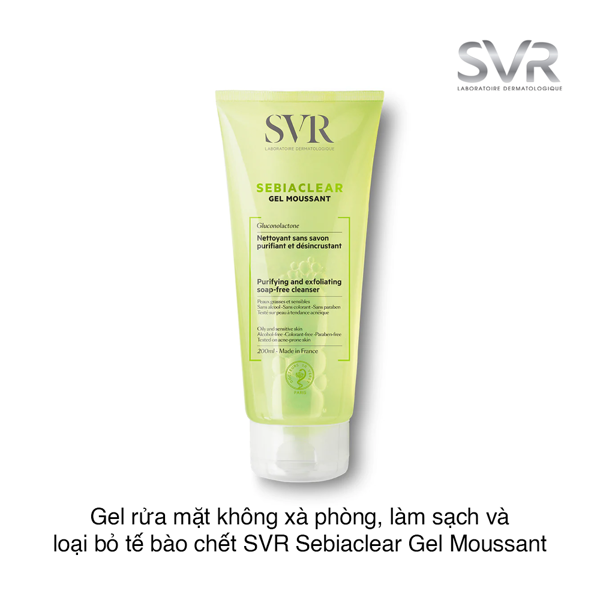 SVR
LABORATOIRE DERMATOLOGIQUE
SVR
LABORATOIRE DERMATOLOGIQUE
SEBIACLEAR
GEL MOUSSANT
Gluconolactone
Nettoyant sans savon
purifiant et désincrustant
Purifying and exfoliating
soap-free cleanser
Peaux grasses et sensibles
Sans alcool-Sans colorant-Sans paraben
Testé sur peau à tendance acnéique
Oily and sensitive skin
Alcohol-free-Colorant-free-Paraben-free
Tested on acne-prone skin
200ml - Made in France
Gel rửa mặt không xà phòng, làm sạch và
loại bỏ tế bào chết SVR Sebiaclear Gel Moussant